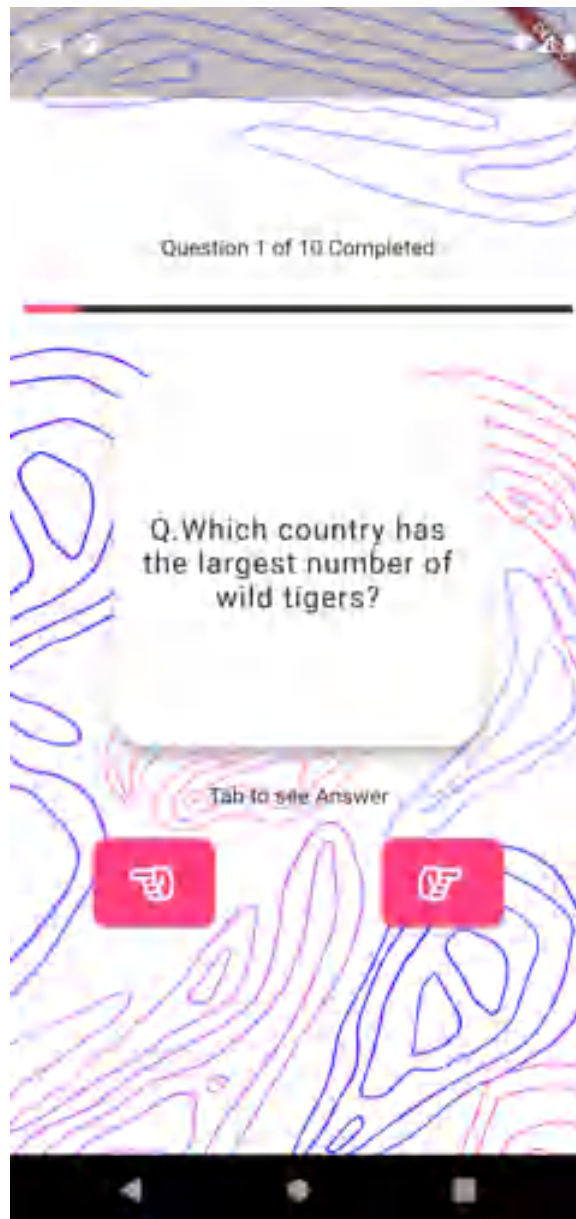 Question 1 of 10 Completed
Q.Which country has
the largest number of
wild tigers?
Tab to see Answer